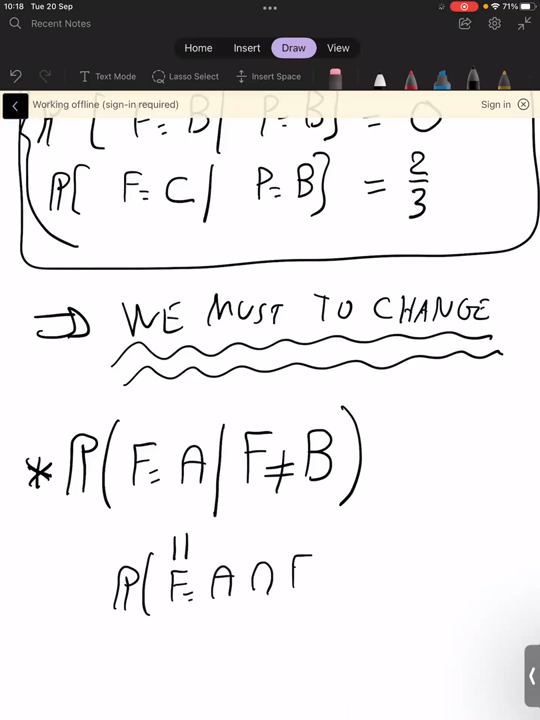 10:18 Tue 20 Sep 71%
Recent Notes
Home Insert Draw View
Text Mode Lasso Select Insert Space
Working offline (sign-in required) Sign in
P[ F=B | P=B} = 0
P[ F=C | P=B} = 2/3
⇒ WE MUST TO CHANGE
* P(F=A | F≠B)
=
P( F=A ∩ F